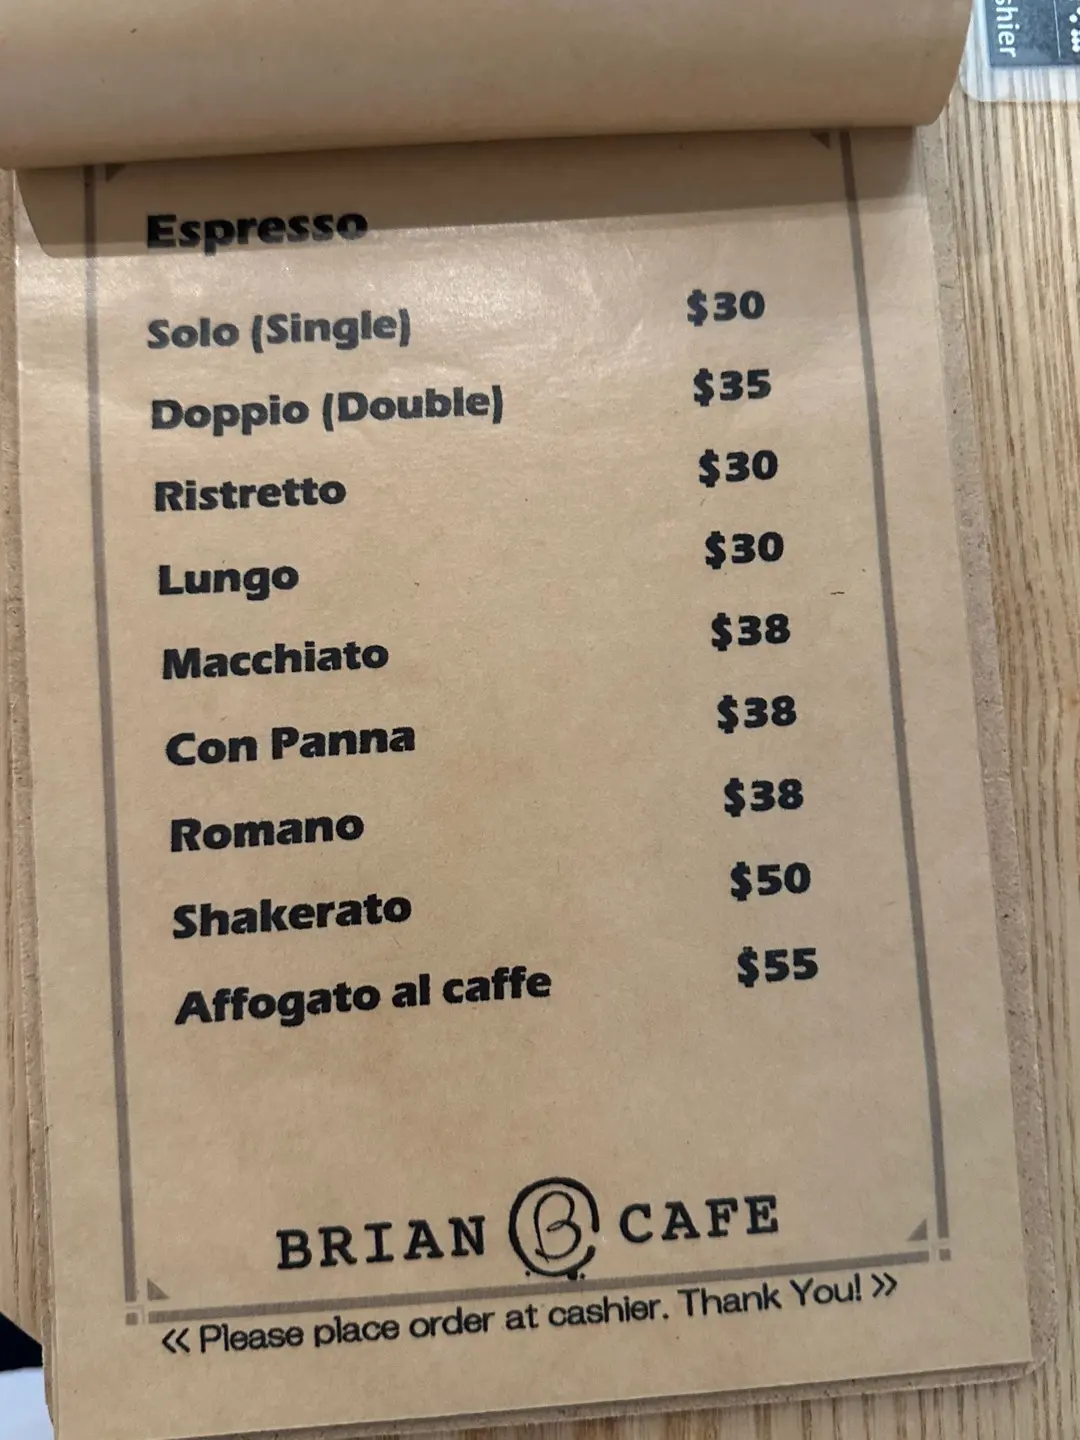 shier
Espresso
Solo (Single) $30
Doppio (Double) $35
Ristretto $30
Lungo $30
Macchiato $38
Con Panna $38
Romano $38
Shakerato $50
Affogato al caffe $55
BRIAN B CAFE
« Please place order at cashier. Thank You! »